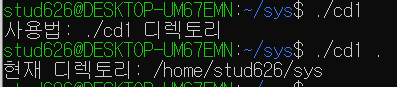 stud626@DESKTOP-UM67EMN:~/sys$ ./cd1
사용법: ./cd1 디렉토리
stud626@DESKTOP-UM67EMN:~/sys$ ./cd1 .
현재 디렉토리: /home/stud626/sys